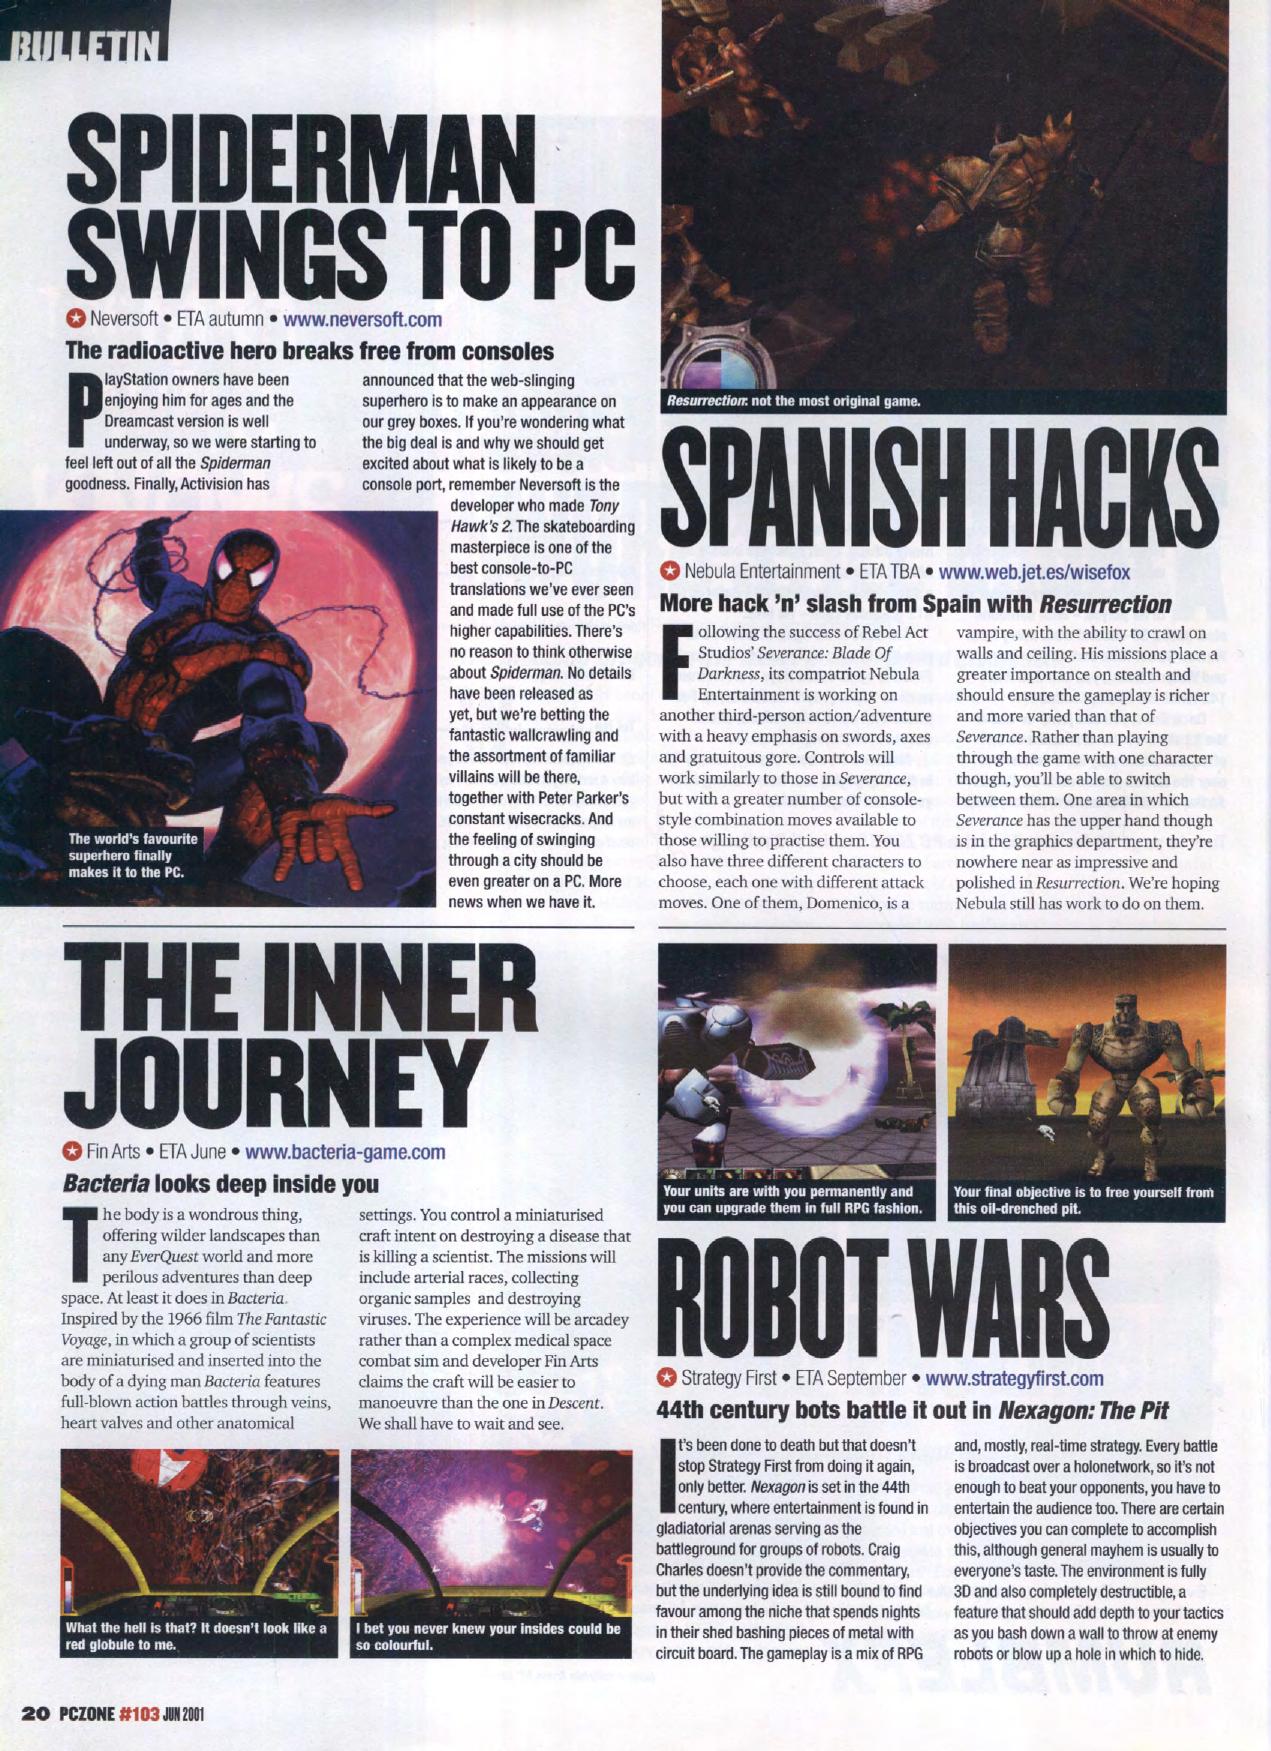 BULLETIN
SPIDERMAN
SWINGS TO PC
Neversoft • ETA autumn • www.neversoft.com
The radioactive hero breaks free from consoles
PlayStation owners have been
enjoying him for ages and the
Dreamcast version is well
underway, so we were starting to
feel left out of all the Spiderman
goodness. Finally, Activision has
announced that the web-slinging
superhero is to make an appearance on
our grey boxes. If you're wondering what
the big deal is and why we should get
excited about what is likely to be a
console port, remember Neversoft is the
developer who made Tony
Hawk's 2. The skateboarding
masterpiece is one of the
best console-to-PC
translations we've ever seen
and made full use of the PC's
higher capabilities. There's
no reason to think otherwise
about Spiderman. No details
have been released as
yet, but we're betting the
fantastic wallcrawling and
the assortment of familiar
villains will be there,
together with Peter Parker's
constant wisecracks. And
the feeling of swinging
through a city should be
even greater on a PC. More
news when we have it.
The world's favourite
superhero finally
makes it to the PC.
Resurrection: not the most original game.
SPANISH HACKS
Nebula Entertainment • ETA TBA • www.web.jet.es/wisefox
More hack 'n' slash from Spain with Resurrection
Following the success of Rebel Act
Studios' Severance: Blade Of
Darkness, its compatriot Nebula
Entertainment is working on
another third-person action/adventure
with a heavy emphasis on swords, axes
and gratuitous gore. Controls will
work similarly to those in Severance,
but with a greater number of console-
style combination moves available to
those willing to practise them. You
also have three different characters to
choose, each one with different attack
moves. One of them, Domenico, is a
vampire, with the ability to crawl on
walls and ceiling. His missions place a
greater importance on stealth and
should ensure the gameplay is richer
and more varied than that of
Severance. Rather than playing
through the game with one character
though, you'll be able to switch
between them. One area in which
Severance has the upper hand though
is in the graphics department, they're
nowhere near as impressive and
polished in Resurrection. We're hoping
Nebula still has work to do on them.
THE INNER
JOURNEY
Fin Arts • ETA June • www.bacteria-game.com
Bacteria looks deep inside you
The body is a wondrous thing,
offering wilder landscapes than
any EverQuest world and more
perilous adventures than deep
space. At least it does in Bacteria.
Inspired by the 1966 film The Fantastic
Voyage, in which a group of scientists
are miniaturised and inserted into the
body of a dying man Bacteria features
full-blown action battles through veins,
heart valves and other anatomical
settings. You control a miniaturised
craft intent on destroying a disease that
is killing a scientist. The missions will
include arterial races, collecting
organic samples and destroying
viruses. The experience will be arcadey
rather than a complex medical space
combat sim and developer Fin Arts
claims the craft will be easier to
manoeuvre than the one in Descent.
We shall have to wait and see.
What the hell is that? It doesn't look like a
red globule to me.
I bet you never knew your insides could be
so colourful.
Your units are with you permanently and
you can upgrade them in full RPG fashion.
Your final objective is to free yourself from
this oil-drenched pit.
ROBOT WARS
Strategy First • ETA September • www.strategyfirst.com
44th century bots battle it out in Nexagon: The Pit
It's been done to death but that doesn't
stop Strategy First from doing it again,
only better. Nexagon is set in the 44th
century, where entertainment is found in
gladiatorial arenas serving as the
battleground for groups of robots. Craig
Charles doesn't provide the commentary,
but the underlying idea is still bound to find
favour among the niche that spends nights
in their shed bashing pieces of metal with
circuit board. The gameplay is a mix of RPG
and, mostly, real-time strategy. Every battle
is broadcast over a holonetwork, so it's not
enough to beat your opponents, you have to
entertain the audience too. There are certain
objectives you can complete to accomplish
this, although general mayhem is usually to
everyone's taste. The environment is fully
3D and also completely destructible, a
feature that should add depth to your tactics
as you bash down a wall to throw at enemy
robots or blow up a hole in which to hide.
20 PCZONE #103 JUN 2001